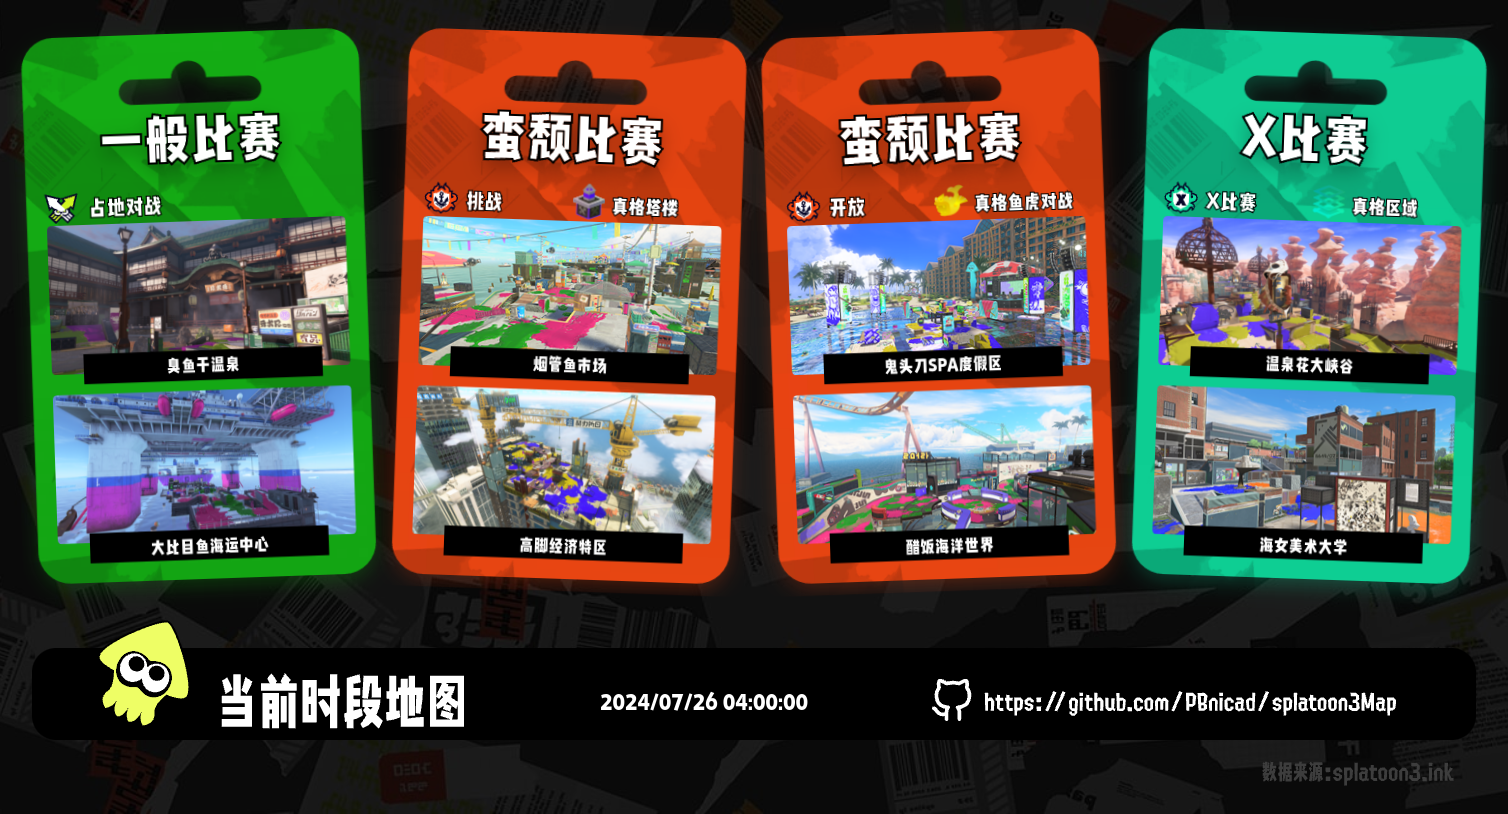 一般比赛
占地对战
臭鱼干温泉
大比目鱼海运中心
蛮颓比赛
挑战
真格塔楼
烟管鱼市场
高脚经济特区
蛮颓比赛
开放
真格鱼虎对战
鬼头刀SPA度假区
醋饭海洋世界
X比赛
X比赛
真格区域
温泉花大峡谷
海女美术大学
当前时段地图
2024/07/26 04:00:00
https://github.com/PBnicad/splatoon3Map
数据来源:splatoon3.ink